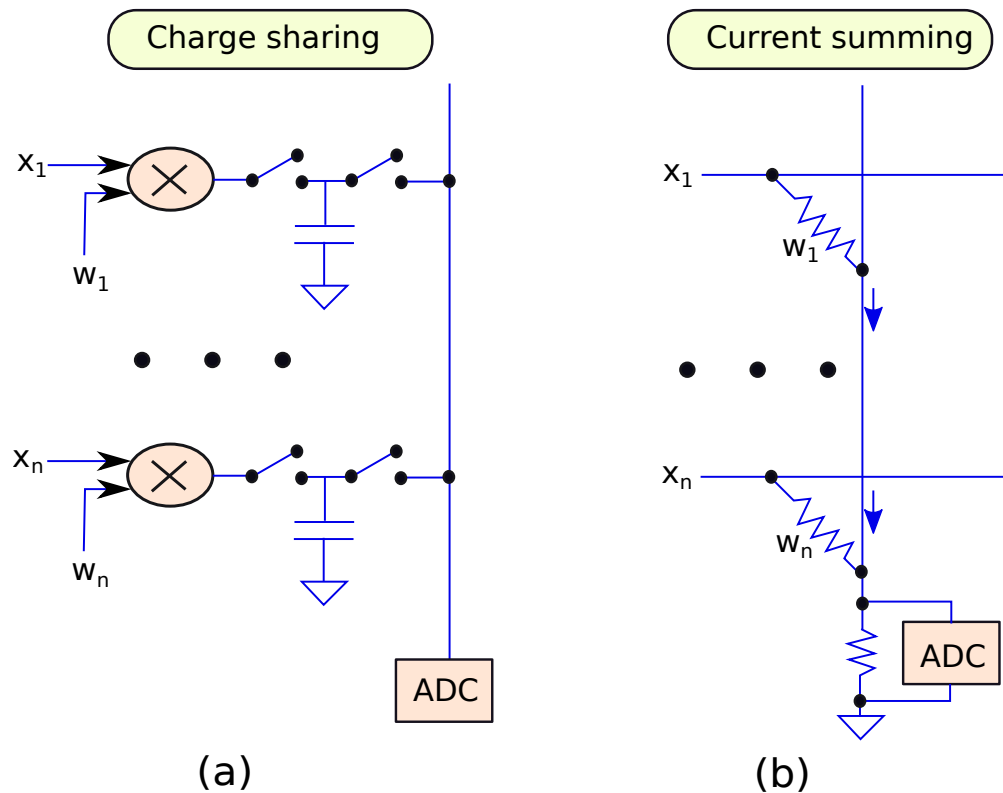 Charge sharing
x1
w1
xn
wn
ADC
(a)
Current summing
x1
w1
xn
wn
ADC
(b)